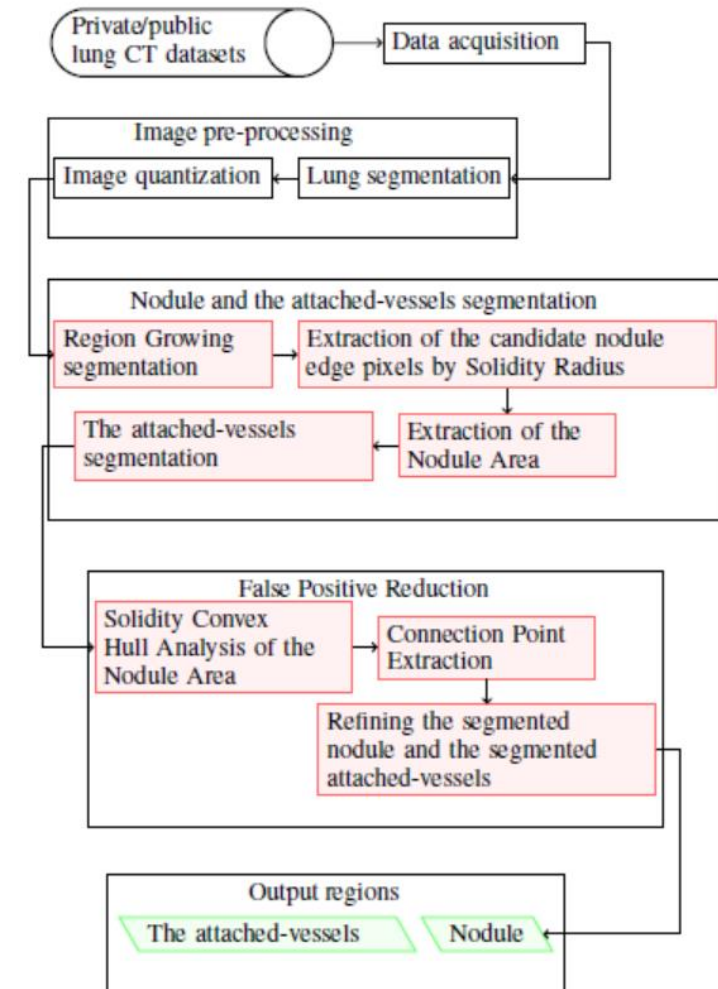 Private/public
lung CT datasets
Data acquisition
Image pre-processing
Image quantization
Lung segmentation
Nodule and the attached-vessels segmentation
Region Growing
segmentation
Extraction of the candidate nodule
edge pixels by Solidity Radius
The attached-vessels
segmentation
Extraction of the
Nodule Area
False Positive Reduction
Solidity Convex
Hull Analysis of the
Nodule Area
Connection Point
Extraction
Refining the segmented
nodule and the segmented
attached-vessels
Output regions
The attached-vessels
Nodule